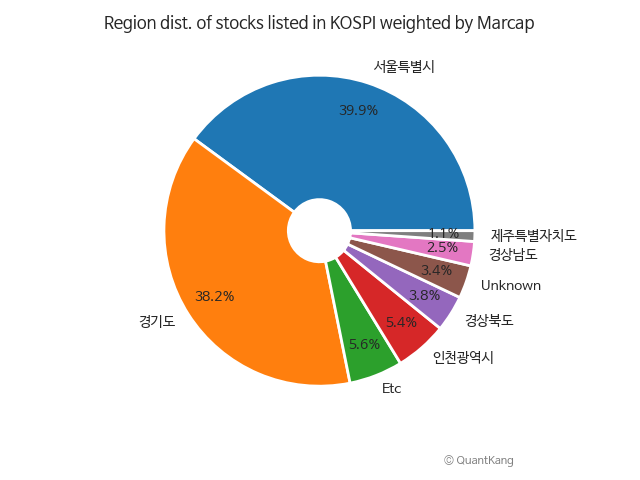 Region dist. of stocks listed in KOSPI weighted by Marcap
서울특별시
39.9%
경기도
38.2%
Etc
5.6%
인천광역시
5.4%
경상북도
3.8%
Unknown
3.4%
경상남도
2.5%
제주특별자치도
1.1%
© QuantKang